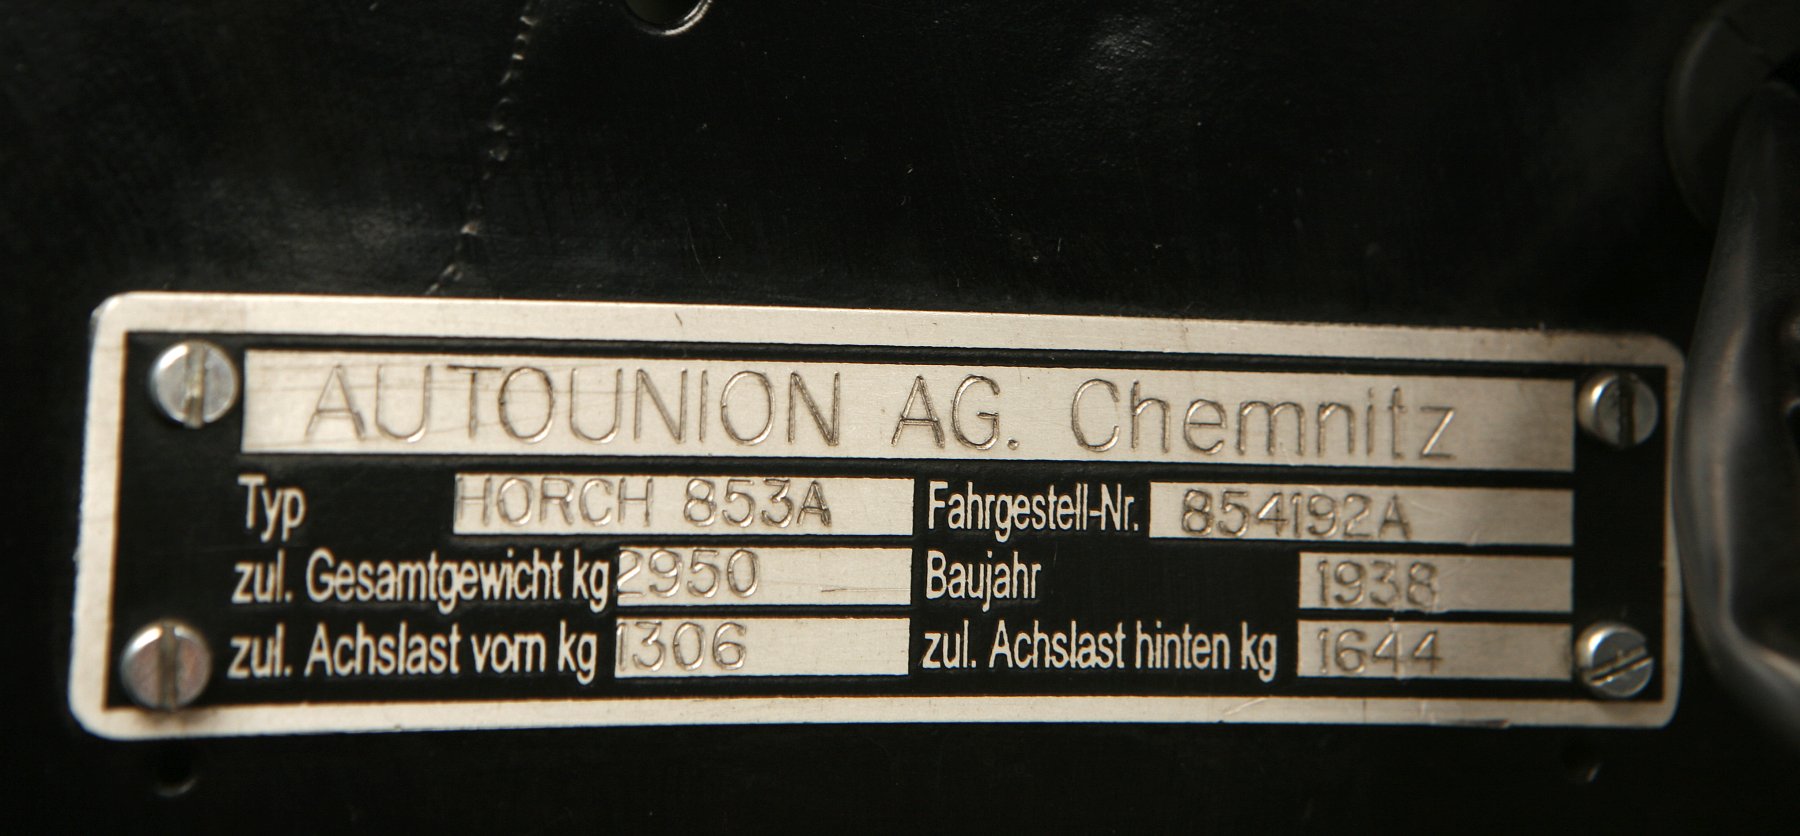 AUTOUNION AG. Chemnitz
Typ HORCH 853A Fahrgestell-Nr. 854192A
zul. Gesamtgewicht kg 2950 Baujahr 1938
zul. Achslast vorn kg 1306 zul. Achslast hinten kg 1644